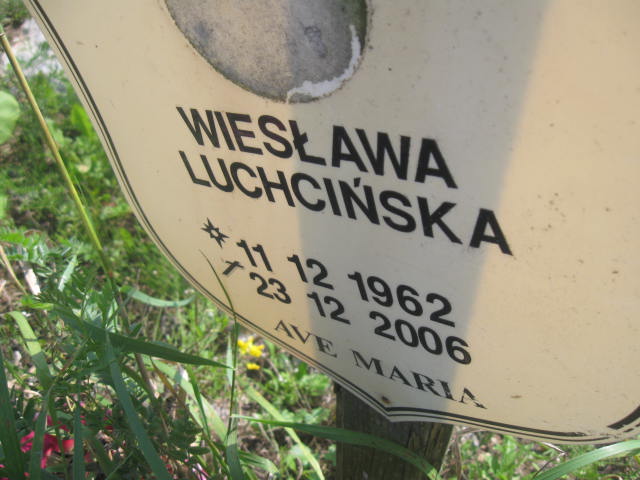 WIESŁAWA
LUCHCIŃSKA
* 11 12 1962
† 23 12 2006
AVE MARIA